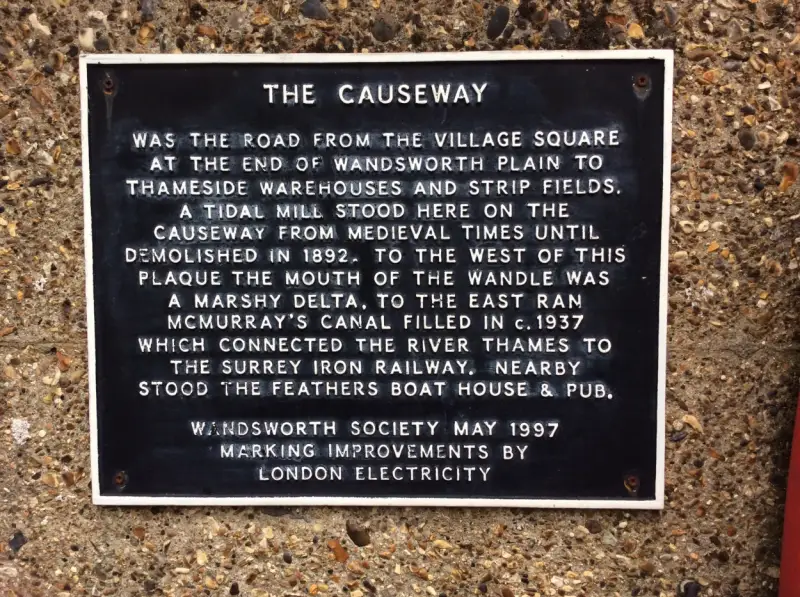 THE CAUSEWAY
WAS THE ROAD FROM THE VILLAGE SQUARE
AT THE END OF WANDSWORTH PLAIN TO
THAMESIDE WAREHOUSES AND STRIP FIELDS.
A TIDAL MILL STOOD HERE ON THE
CAUSEWAY FROM MEDIEVAL TIMES UNTIL
DEMOLISHED IN 1892. TO THE WEST OF THIS
PLAQUE THE MOUTH OF THE WANDLE WAS
A MARSHY DELTA, TO THE EAST RAN
MCMURRAY'S CANAL FILLED IN c.1937
WHICH CONNECTED THE RIVER THAMES TO
THE SURREY IRON RAILWAY. NEARBY
STOOD THE FEATHERS BOAT HOUSE & PUB.
WANDSWORTH SOCIETY MAY 1997
MARKING IMPROVEMENTS BY
LONDON ELECTRICITY